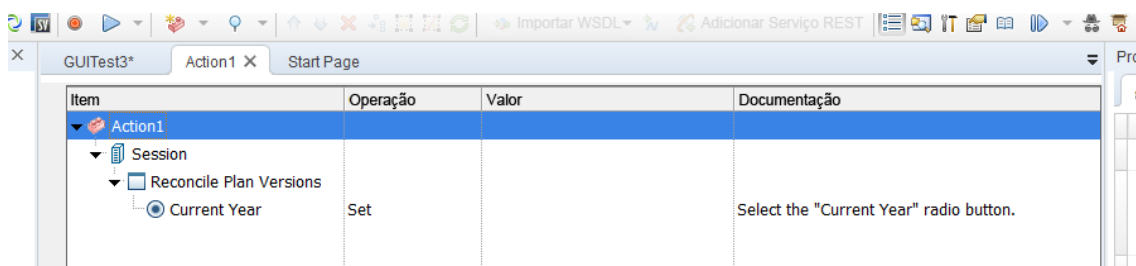 Importar WSDL Adicionar Serviço REST
GUITest3* Action1 Start Page
Item Operação Valor Documentação
Action1
Session
Reconcile Plan Versions
Current Year Set Select the "Current Year" radio button.